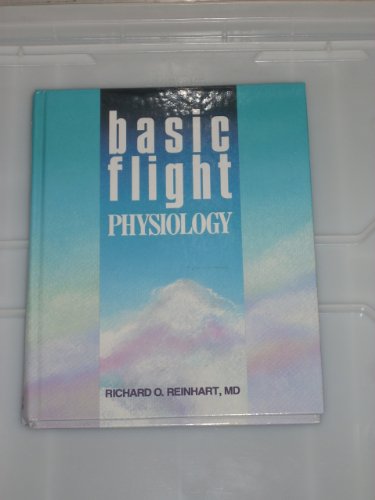 basic
flight
PHYSIOLOGY
RICHARD O. REINHART, MD